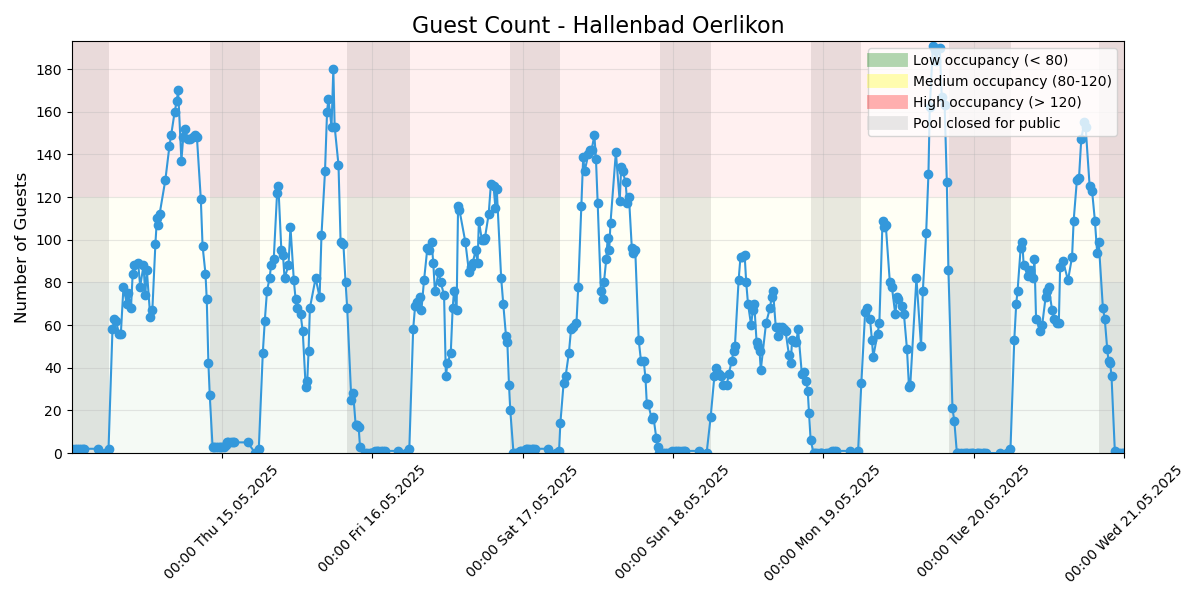 Guest Count - Hallenbad Oerlikon
Number of Guests
180
160
140
120
100
80
60
40
20
0
Low occupancy (< 80)
Medium occupancy (80-120)
High occupancy (> 120)
Pool closed for public
00:00 Thu 15.05.2025
00:00 Fri 16.05.2025
00:00 Sat 17.05.2025
00:00 Sun 18.05.2025
00:00 Mon 19.05.2025
00:00 Tue 20.05.2025
00:00 Wed 21.05.2025